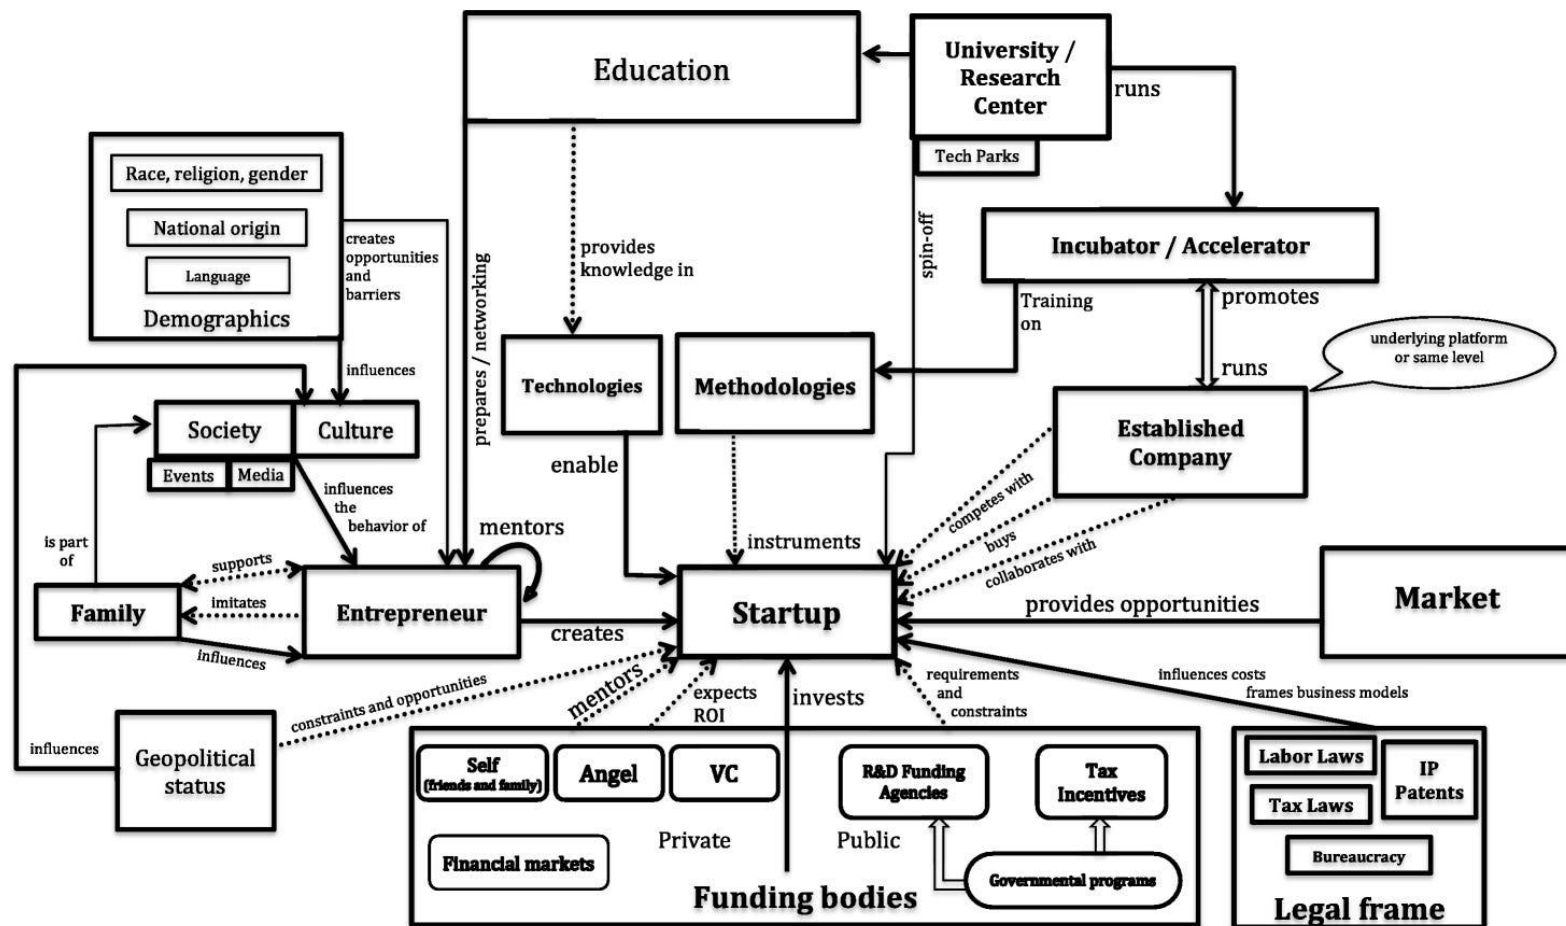 Education
University /
Research
Center
runs
Tech Parks
Race, religion, gender
National origin
Language
Demographics
creates
opportunities
and
barriers
influences
prepares / networking
provides
knowledge in
spin-off
Incubator / Accelerator
Training
on
promotes
runs
underlying platform
or same level
Technologies
Methodologies
Established
Company
Society
Culture
Events
Media
influences
the
behavior of
enable
instruments
competes with
buys
collaborates with
mentors
is part
of
supports
imitates
influences
Family
Entrepreneur
creates
Startup
provides opportunities
Market
constraints and opportunities
mentors
expects
ROI
invests
requirements
and
constraints
influences costs
frames business models
influences
Geopolitical
status
Self
(friends and family)
Angel
VC
R&D Funding
Agencies
Tax
Incentives
Private
Public
Financial markets
Governmental programs
Funding bodies
Labor Laws
IP
Patents
Tax Laws
Bureaucracy
Legal frame